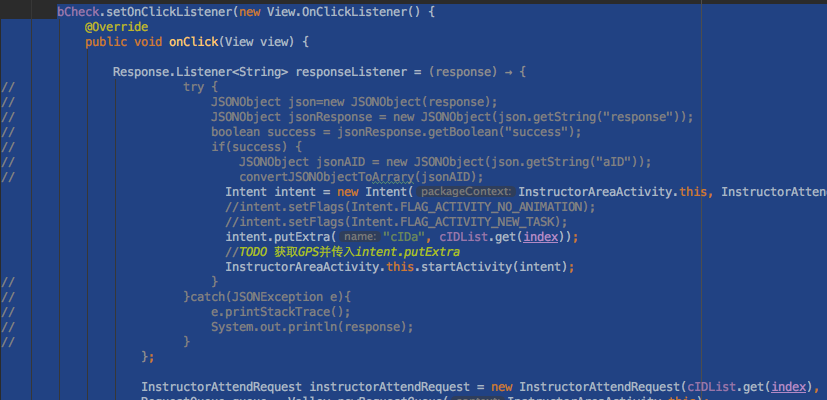 bCheck.setOnClickListener(new View.OnClickListener() {
@Override
public void onClick(View view) {
Response.Listener<String> responseListener = (response) → {
// try {
// JSONObject json=new JSONObject(response);
// JSONObject jsonResponse = new JSONObject(json.getString("response"));
// boolean success = jsonResponse.getBoolean("success");
// if(success) {
// JSONObject jsonAID = new JSONObject(json.getString("aID"));
// convertJSONObjectToArrary(jsonAID);
Intent intent = new Intent( packageContext: InstructorAreaActivity.this, InstructorAtten
//intent.setFlags(Intent.FLAG_ACTIVITY_NO_ANIMATION);
//intent.setFlags(Intent.FLAG_ACTIVITY_NEW_TASK);
intent.putExtra( name: "cIDa", cIDList.get(index));
//TODO 获取GPS并传入intent.putExtra
InstructorAreaActivity.this.startActivity(intent);
// }
// }catch(JSONException e){
// e.printStackTrace();
// System.out.println(response);
// }
};
InstructorAttendRequest instructorAttendRequest = new InstructorAttendRequest(cIDList.get(index),
RequestQueue queue = Volley.newRequestQueue( context: InstructorAreaActivity.this);